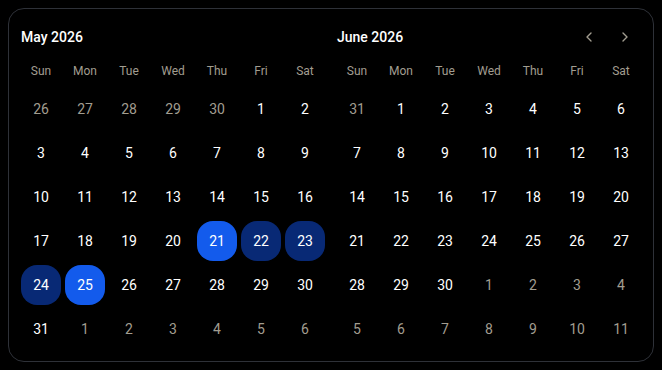 May 2026
Sun Mon Tue Wed Thu Fri Sat
26 27 28 29 30 1 2
3 4 5 6 7 8 9
10 11 12 13 14 15 16
17 18 19 20 21 22 23
24 25 26 27 28 29 30
31 1 2 3 4 5 6
June 2026
Sun Mon Tue Wed Thu Fri Sat
31 1 2 3 4 5 6
7 8 9 10 11 12 13
14 15 16 17 18 19 20
21 22 23 24 25 26 27
28 29 30 1 2 3 4
5 6 7 8 9 10 11